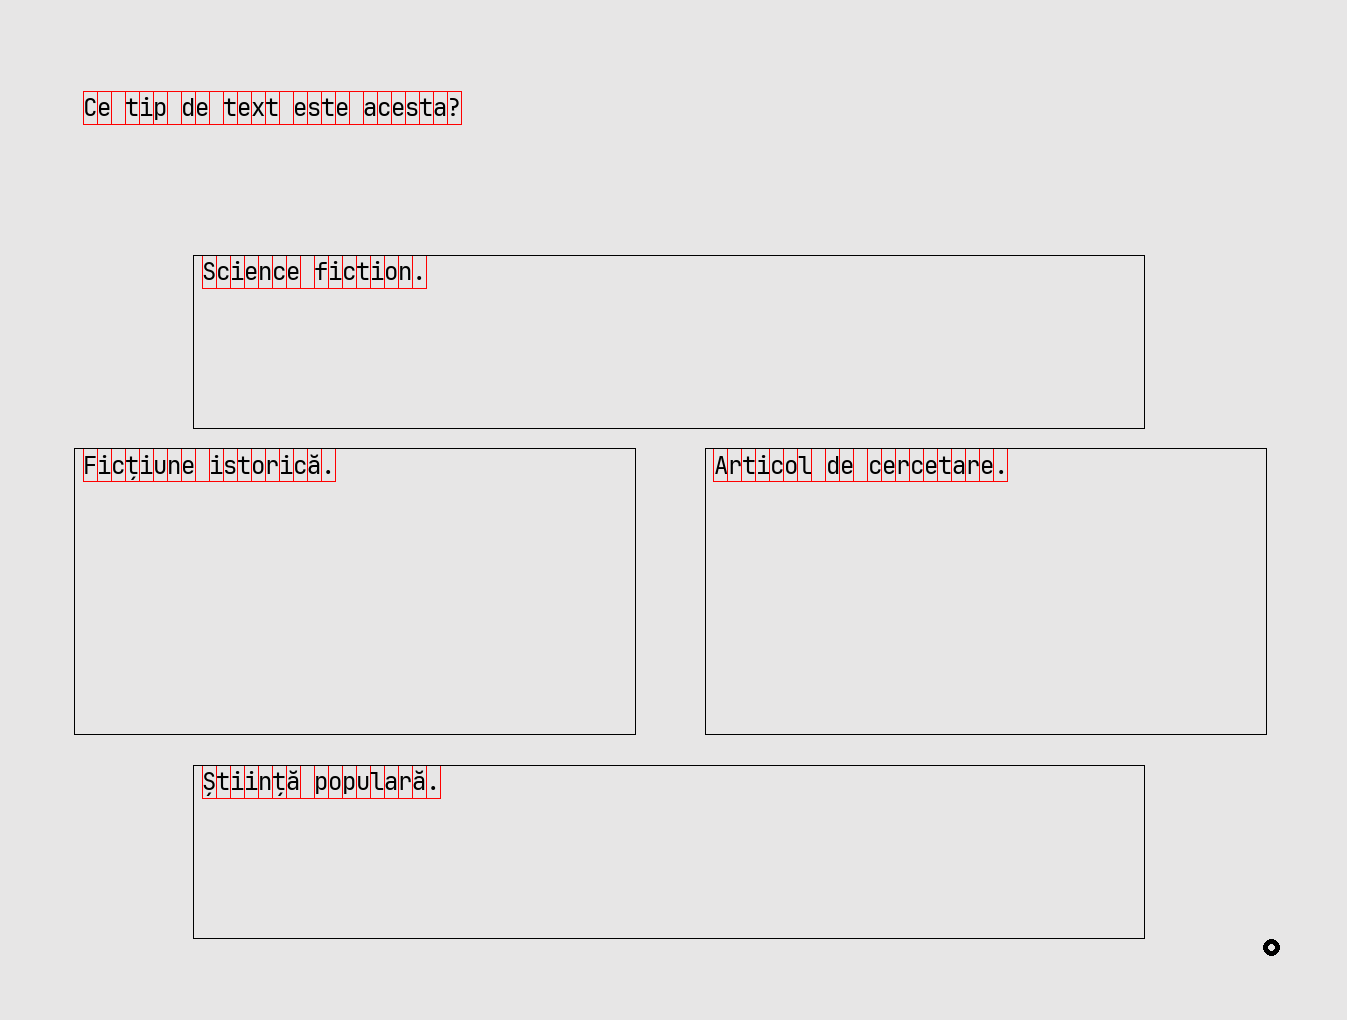 Ce tip de text este acesta?
Science fiction.
Ficțiune istorică.
Articol de cercetare.
Știință populară.